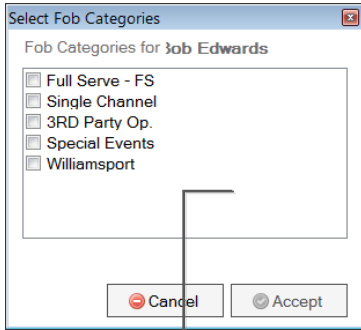 Select Fob Categories
Fob Categories for Bob Edwards
Full Serve - FS
Single Channel
3RD Party Op.
Special Events
Williamsport
Cancel
Accept